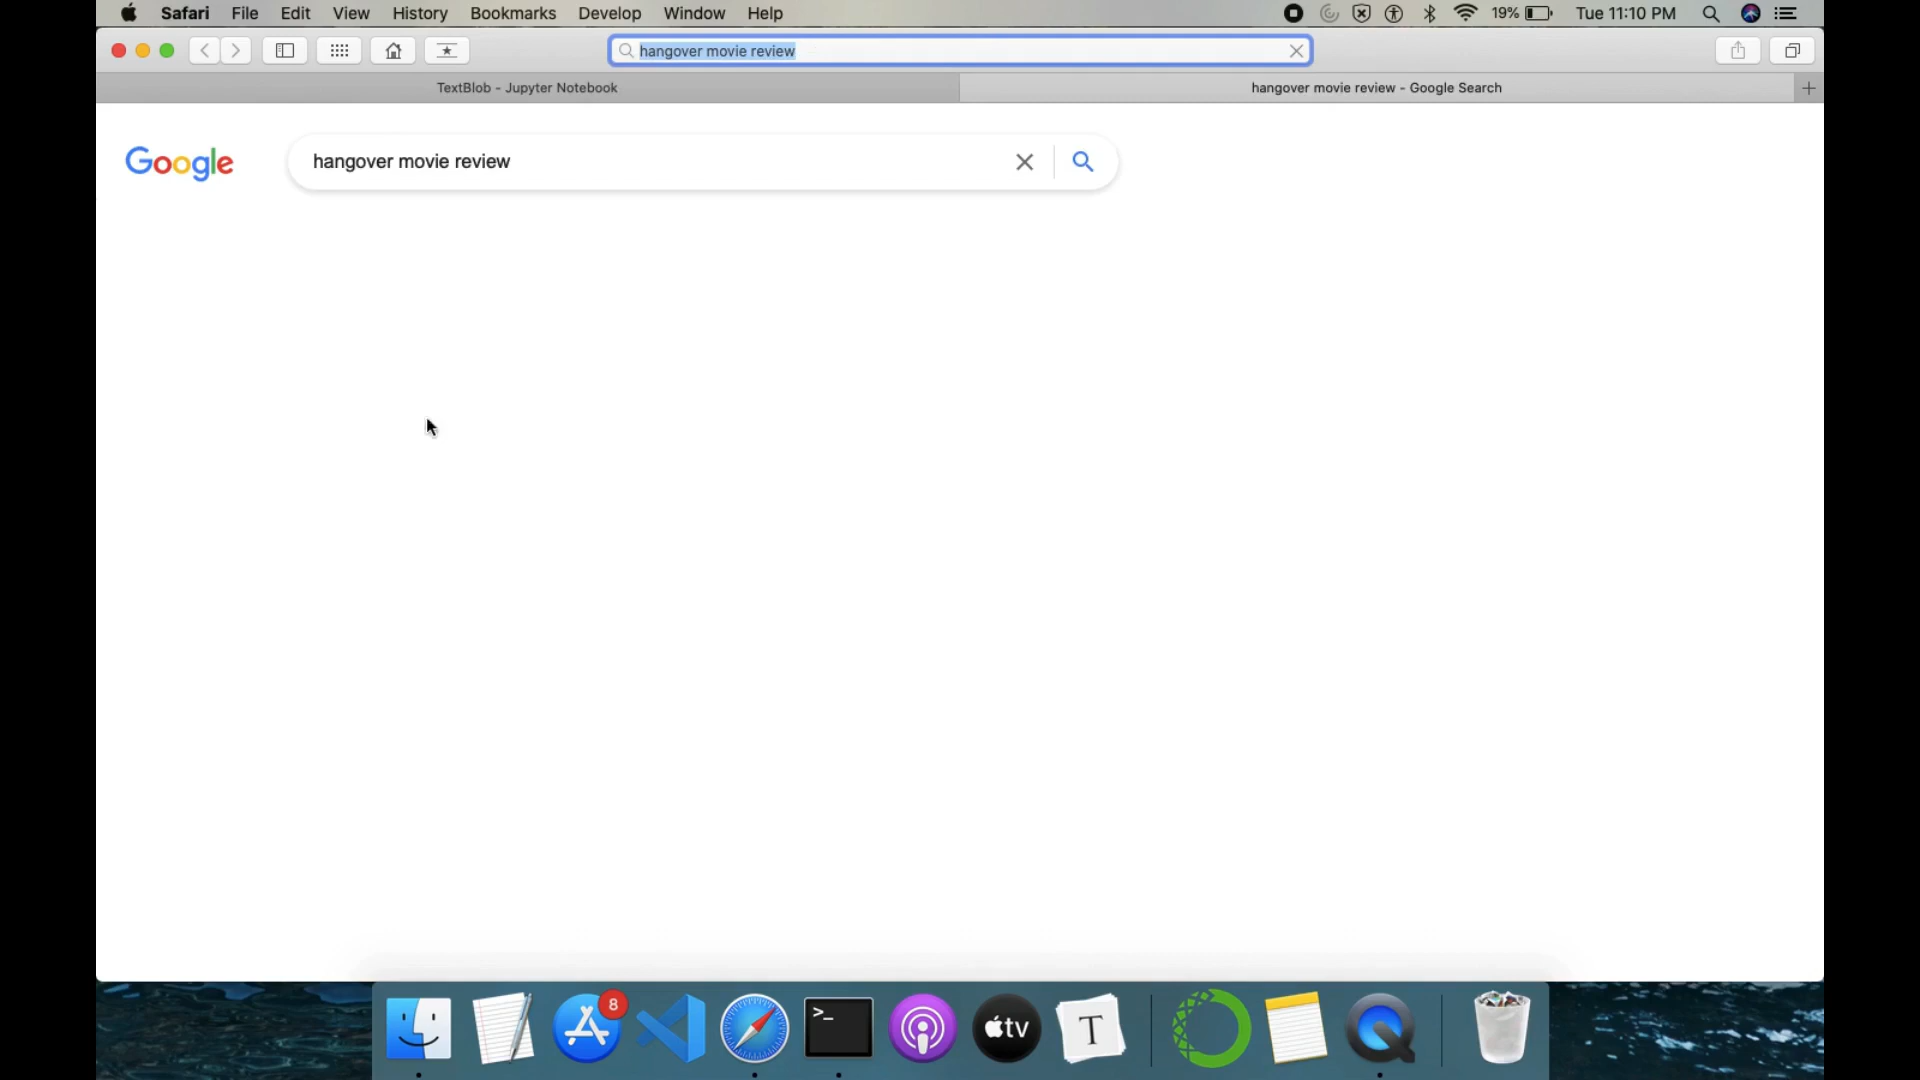 Safari File Edit View History Bookmarks Develop Window Help 19% Tue 11:10 PM
hangover movie review
TextBlob - Jupyter Notebook hangover movie review - Google Search
Google hangover movie review
8
>_
tv
T